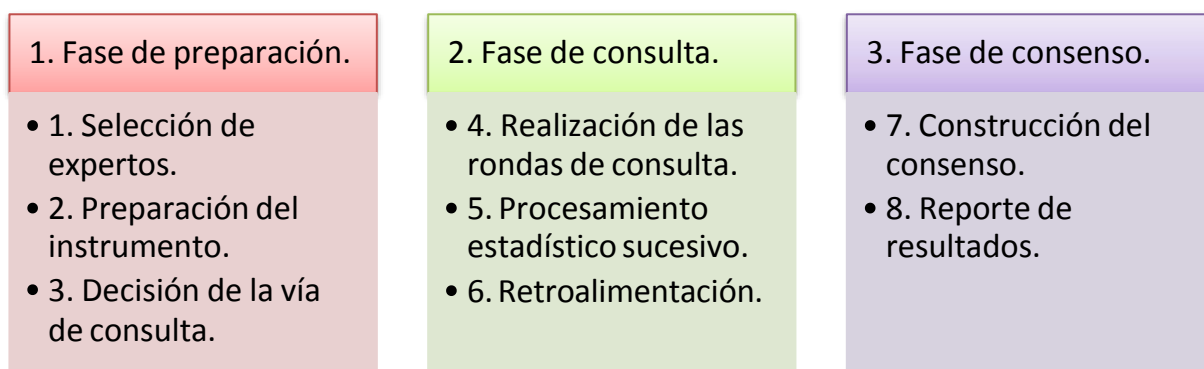 1. Fase de preparación.
• 1. Selección de
expertos.
• 2. Preparación del
instrumento.
• 3. Decisión de la vía
de consulta.
2. Fase de consulta.
• 4. Realización de las
rondas de consulta.
• 5. Procesamiento
estadístico sucesivo.
• 6. Retroalimentación.
3. Fase de consenso.
• 7. Construcción del
consenso.
• 8. Reporte de
resultados.